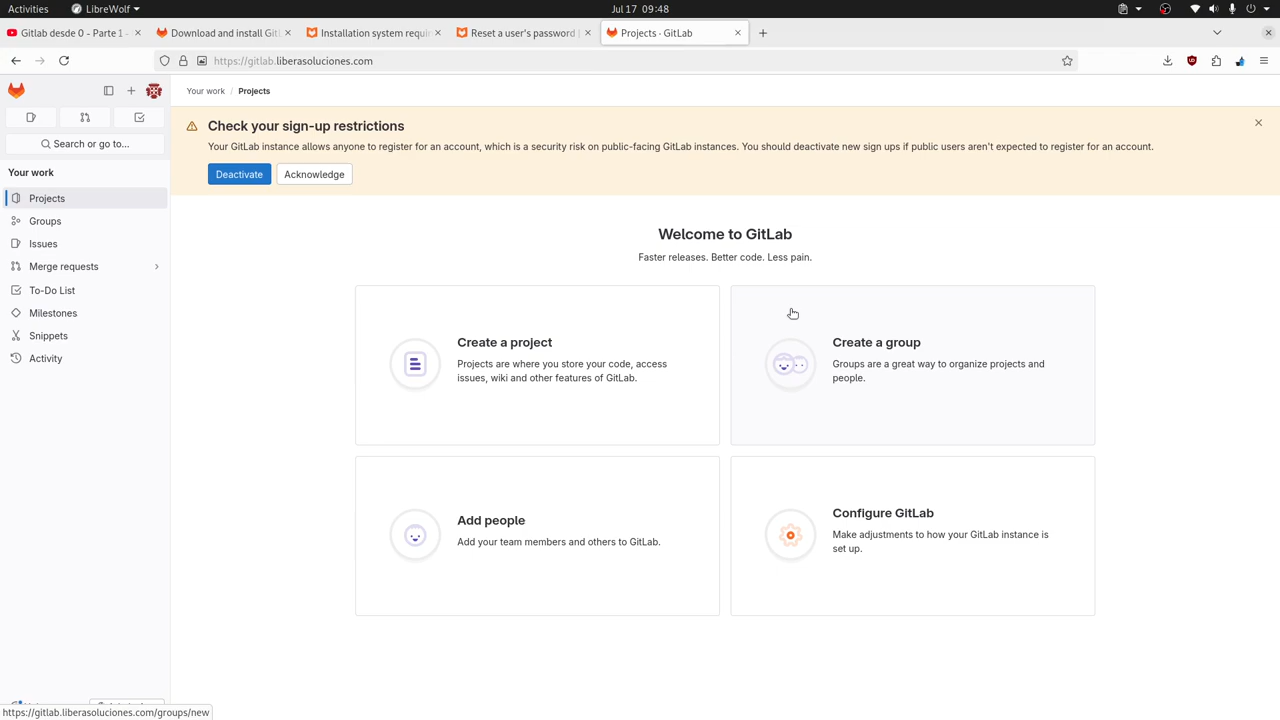 Activities
LibreWolf
Jul 17 09:48
Gitlab desde 0 - Parte 1 -
Download and install Gitl
Installation system requir
Reset a user's password |
Projects · GitLab
https://gitlab.liberasoluciones.com
Your work / Projects
Search or go to...
Your work
Projects
Groups
Issues
Merge requests
To-Do List
Milestones
Snippets
Activity
Check your sign-up restrictions
Your GitLab instance allows anyone to register for an account, which is a security risk on public-facing GitLab instances. You should deactivate new sign ups if public users aren't expected to register for an account.
Deactivate
Acknowledge
Welcome to GitLab
Faster releases. Better code. Less pain.
Create a project
Projects are where you store your code, access
issues, wiki and other features of GitLab.
Create a group
Groups are a great way to organize projects and
people.
Add people
Add your team members and others to GitLab.
Configure GitLab
Make adjustments to how your GitLab instance is
set up.
https://gitlab.liberasoluciones.com/groups/new